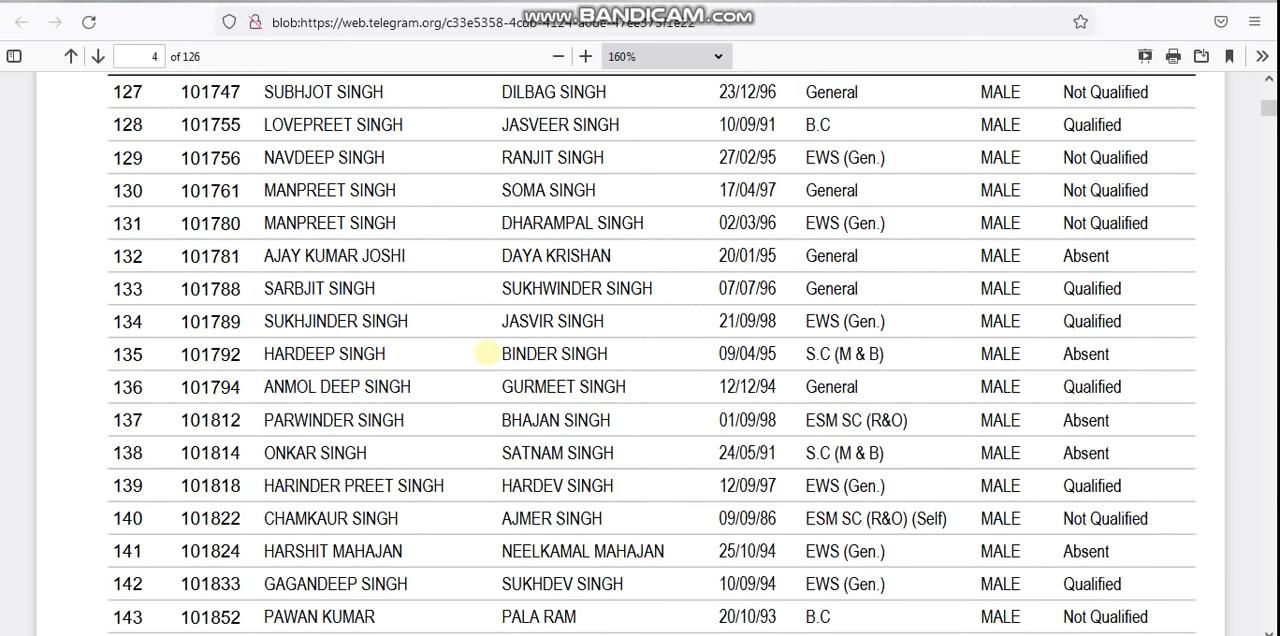 www.BANDICAM.com
blob:https://web.telegram.org/c33e5358-4cdb-4124-a0de-47ee375f1e22
4 of 126
160%
127 101747 SUBHJOT SINGH DILBAG SINGH 23/12/96 General MALE Not Qualified
128 101755 LOVEPREET SINGH JASVEER SINGH 10/09/91 B.C MALE Qualified
129 101756 NAVDEEP SINGH RANJIT SINGH 27/02/95 EWS (Gen.) MALE Not Qualified
130 101761 MANPREET SINGH SOMA SINGH 17/04/97 General MALE Not Qualified
131 101780 MANPREET SINGH DHARAMPAL SINGH 02/03/96 EWS (Gen.) MALE Not Qualified
132 101781 AJAY KUMAR JOSHI DAYA KRISHAN 20/01/95 General MALE Absent
133 101788 SARBJIT SINGH SUKHWINDER SINGH 07/07/96 General MALE Qualified
134 101789 SUKHJINDER SINGH JASVIR SINGH 21/09/98 EWS (Gen.) MALE Qualified
135 101792 HARDEEP SINGH BINDER SINGH 09/04/95 S.C (M & B) MALE Absent
136 101794 ANMOL DEEP SINGH GURMEET SINGH 12/12/94 General MALE Qualified
137 101812 PARWINDER SINGH BHAJAN SINGH 01/09/98 ESM SC (R&O) MALE Absent
138 101814 ONKAR SINGH SATNAM SINGH 24/05/91 S.C (M & B) MALE Absent
139 101818 HARINDER PREET SINGH HARDEV SINGH 12/09/97 EWS (Gen.) MALE Qualified
140 101822 CHAMKAUR SINGH AJMER SINGH 09/09/86 ESM SC (R&O) (Self) MALE Not Qualified
141 101824 HARSHIT MAHAJAN NEELKAMAL MAHAJAN 25/10/94 EWS (Gen.) MALE Absent
142 101833 GAGANDEEP SINGH SUKHDEV SINGH 10/09/94 EWS (Gen.) MALE Qualified
143 101852 PAWAN KUMAR PALA RAM 20/10/93 B.C MALE Not Qualified